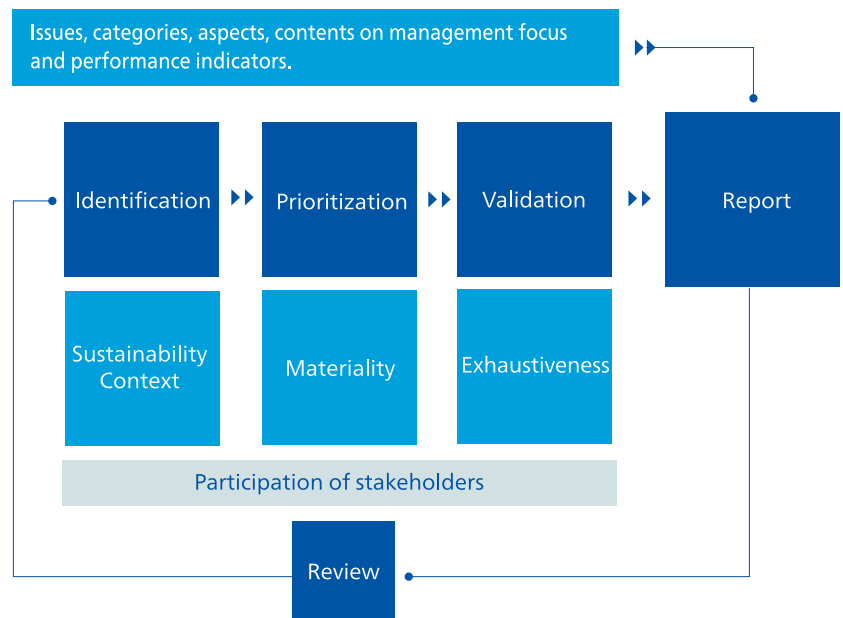 Issues, categories, aspects, contents on management focus
and performance indicators.
Identification
Prioritization
Validation
Report
Sustainability
Context
Materiality
Exhaustiveness
Participation of stakeholders
Review